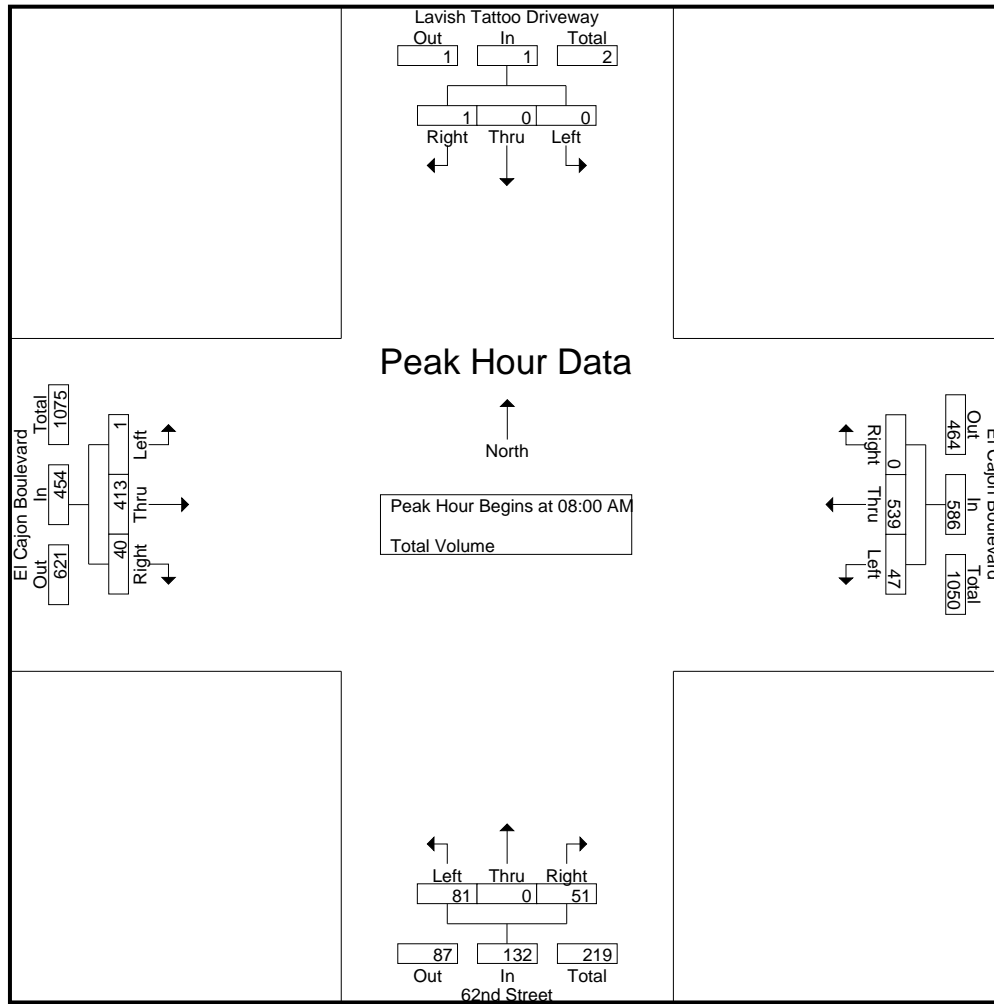 Lavish Tattoo Driveway
Out In Total
1 1 2
1 0 0
Right Thru Left
Peak Hour Data
North
Peak Hour Begins at 08:00 AM
Total Volume
El Cajon Boulevard
Total In Out
1075 454 621
1 413 40
Left Thru Right
El Cajon Boulevard
Out In Total
464 586 1050
0 539 47
Right Thru Left
Left Thru Right
81 0 51
87 132 219
Out In Total
62nd Street